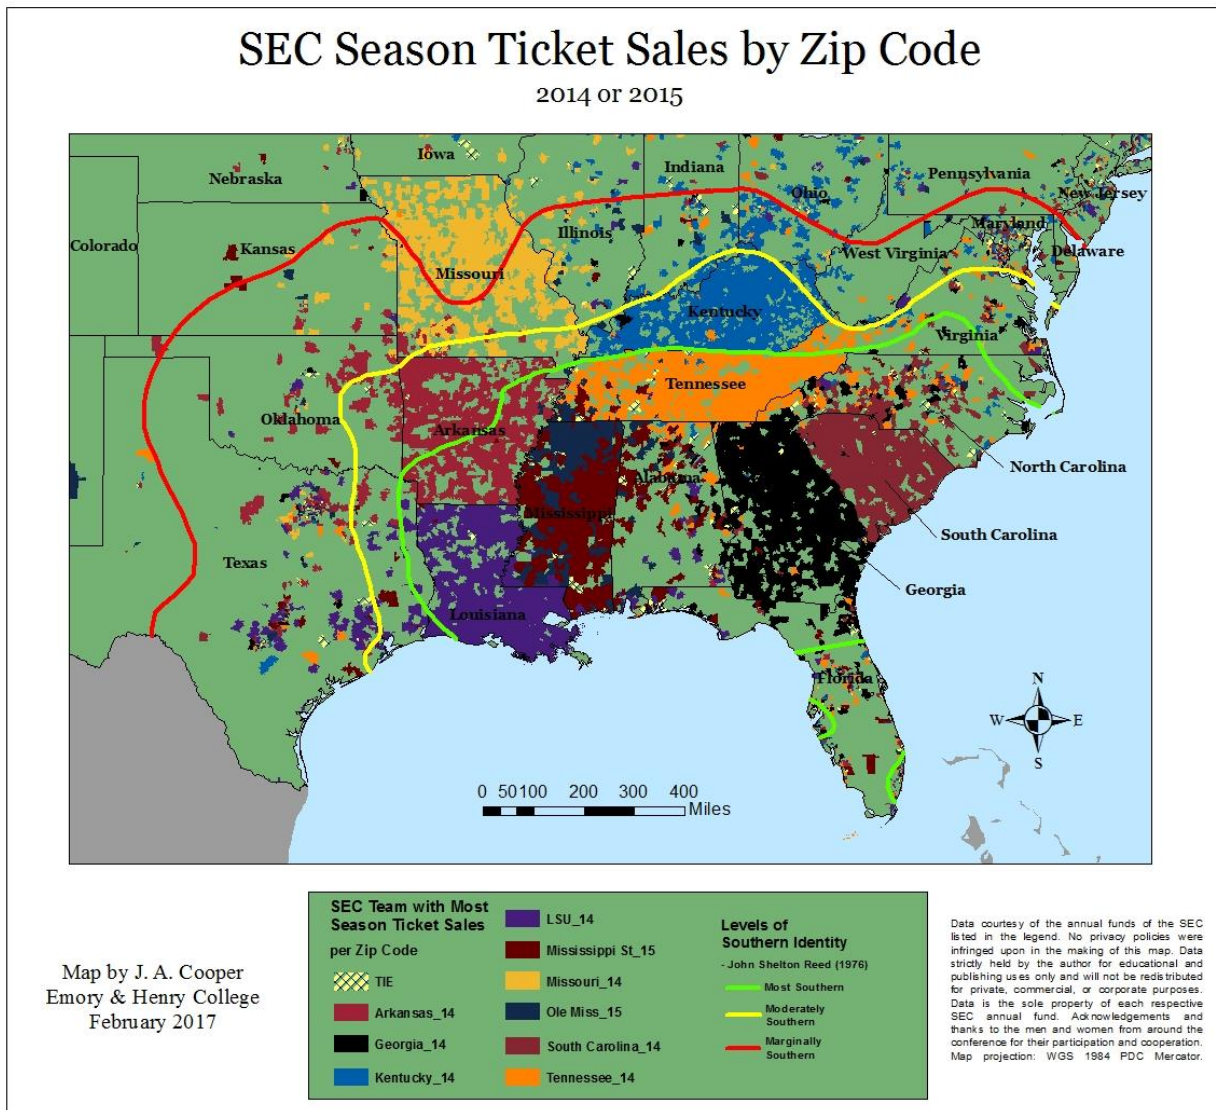 SEC Season Ticket Sales by Zip Code
2014 or 2015
Iowa
Nebraska
Indiana
Ohio
Pennsylvania
New Jersey
Colorado
Kansas
Illinois
Maryland
West Virginia
Delaware
Missouri
Kentucky
Virginia
Tennessee
Oklahoma
Arkansas
North Carolina
Alabama
Mississippi
South Carolina
Texas
Georgia
Louisiana
Florida
N
W
E
S
0 50 100 200 300 400
Miles
SEC Team with Most
Season Ticket Sales
per Zip Code
TIE
Arkansas_14
Georgia_14
Kentucky_14
LSU_14
Mississippi St_15
Missouri_14
Ole Miss_15
South Carolina_14
Tennessee_14
Levels of
Southern Identity
- John Shelton Reed (1976)
Most Southern
Moderately
Southern
Marginally
Southern
Map by J. A. Cooper
Emory & Henry College
February 2017
Data courtesy of the annual funds of the SEC
listed in the legend. No privacy policies were
infringed upon in the making of this map. Data
strictly held by the author for educational and
publishing uses only and will not be redistributed
for private, commercial, or corporate purposes.
Data is the sole property of each respective
SEC annual fund. Acknowledgements and
thanks to the men and women from around the
conference for their participation and cooperation.
Map projection: WGS 1984 PDC Mercator.